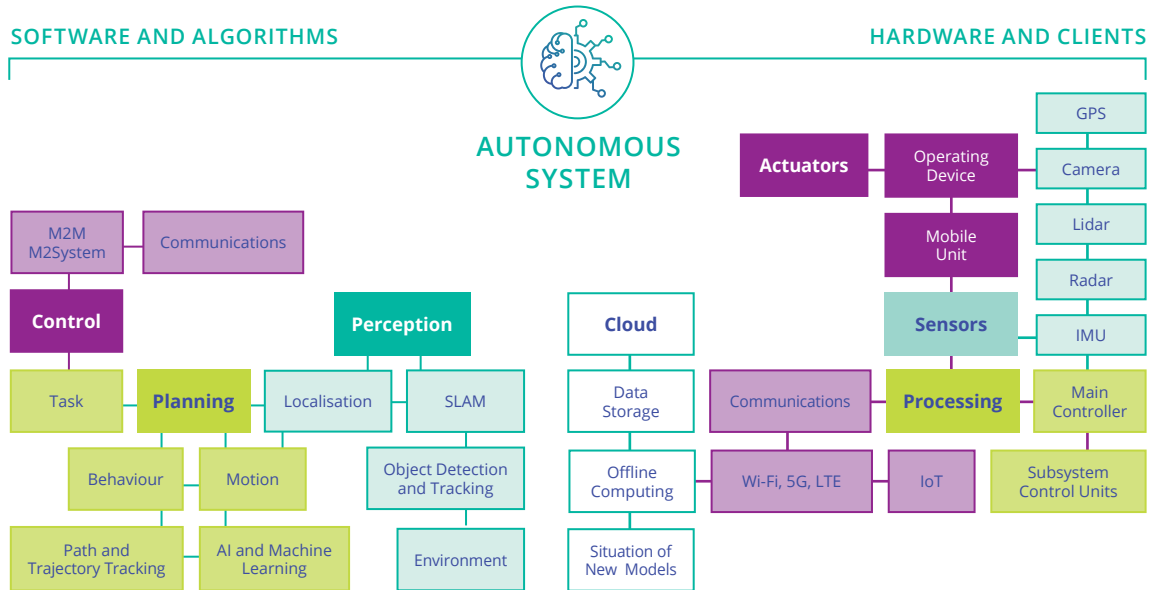 SOFTWARE AND ALGORITHMS
HARDWARE AND CLIENTS
AUTONOMOUS
SYSTEM
M2M
M2System
Communications
Control
Perception
Task
Planning
Localisation
SLAM
Behaviour
Motion
Object Detection
and Tracking
Path and
Trajectory Tracking
AI and Machine
Learning
Environment
Actuators
Operating
Device
GPS
Camera
Mobile
Unit
Lidar
Radar
Cloud
Sensors
IMU
Data
Storage
Communications
Processing
Main
Controller
Offline
Computing
Wi-Fi, 5G, LTE
IoT
Subsystem
Control Units
Situation of
New Models